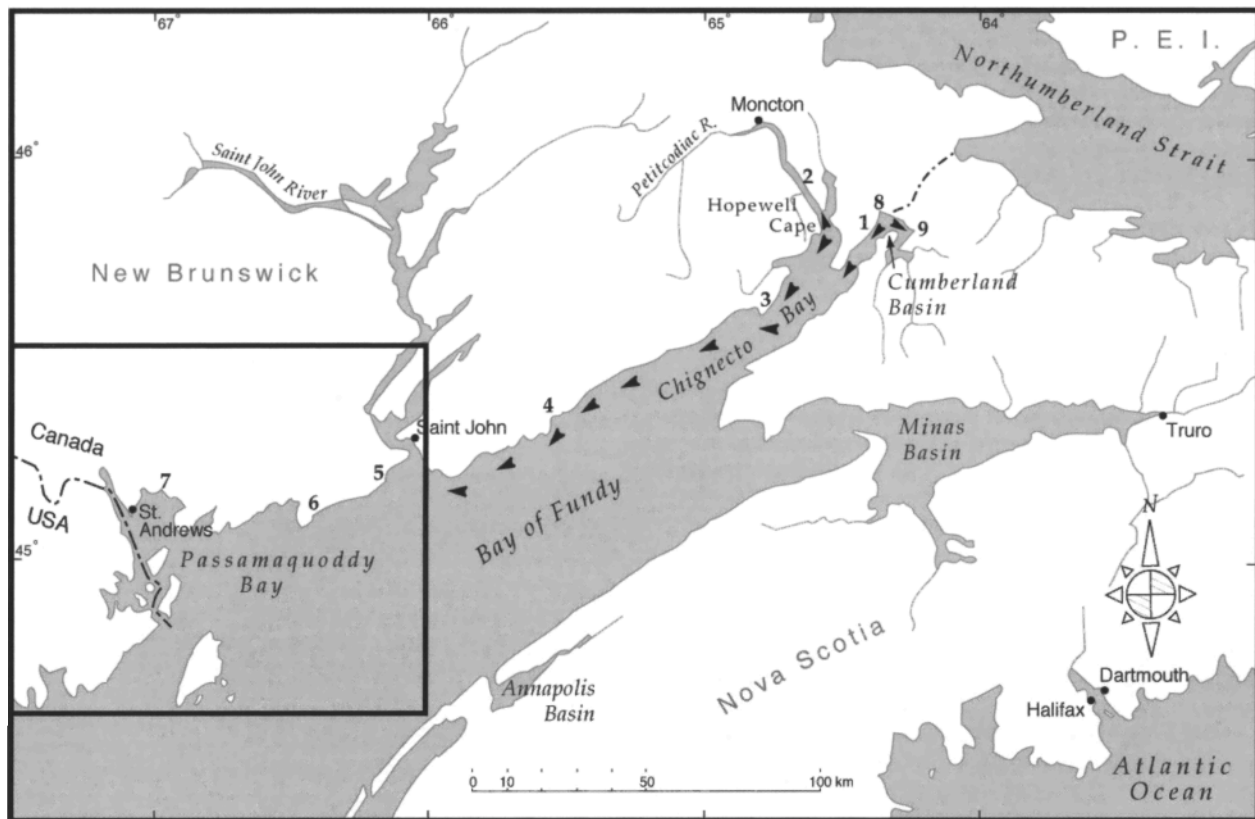 67°
66
65
64
P. E. I.
Northumberland Strait
Moncton
46°
Saint John
River
Petitcodiac R.
2
Hopewell
Cape
8
1
9
New Brunswick
Cumberland
Basin
3
Chignecto
Bay
4
Saint John
Minas
Basin
Truro
Canada
USA
5
7
6
St.
Andrews
Bay of Fundy
N
45°
Passamaquoddy
Bay
Nova Scotia
Annapolis
Basin
Dartmouth
Halifax
0 10 30 50 100 km
Atlantic
Ocean